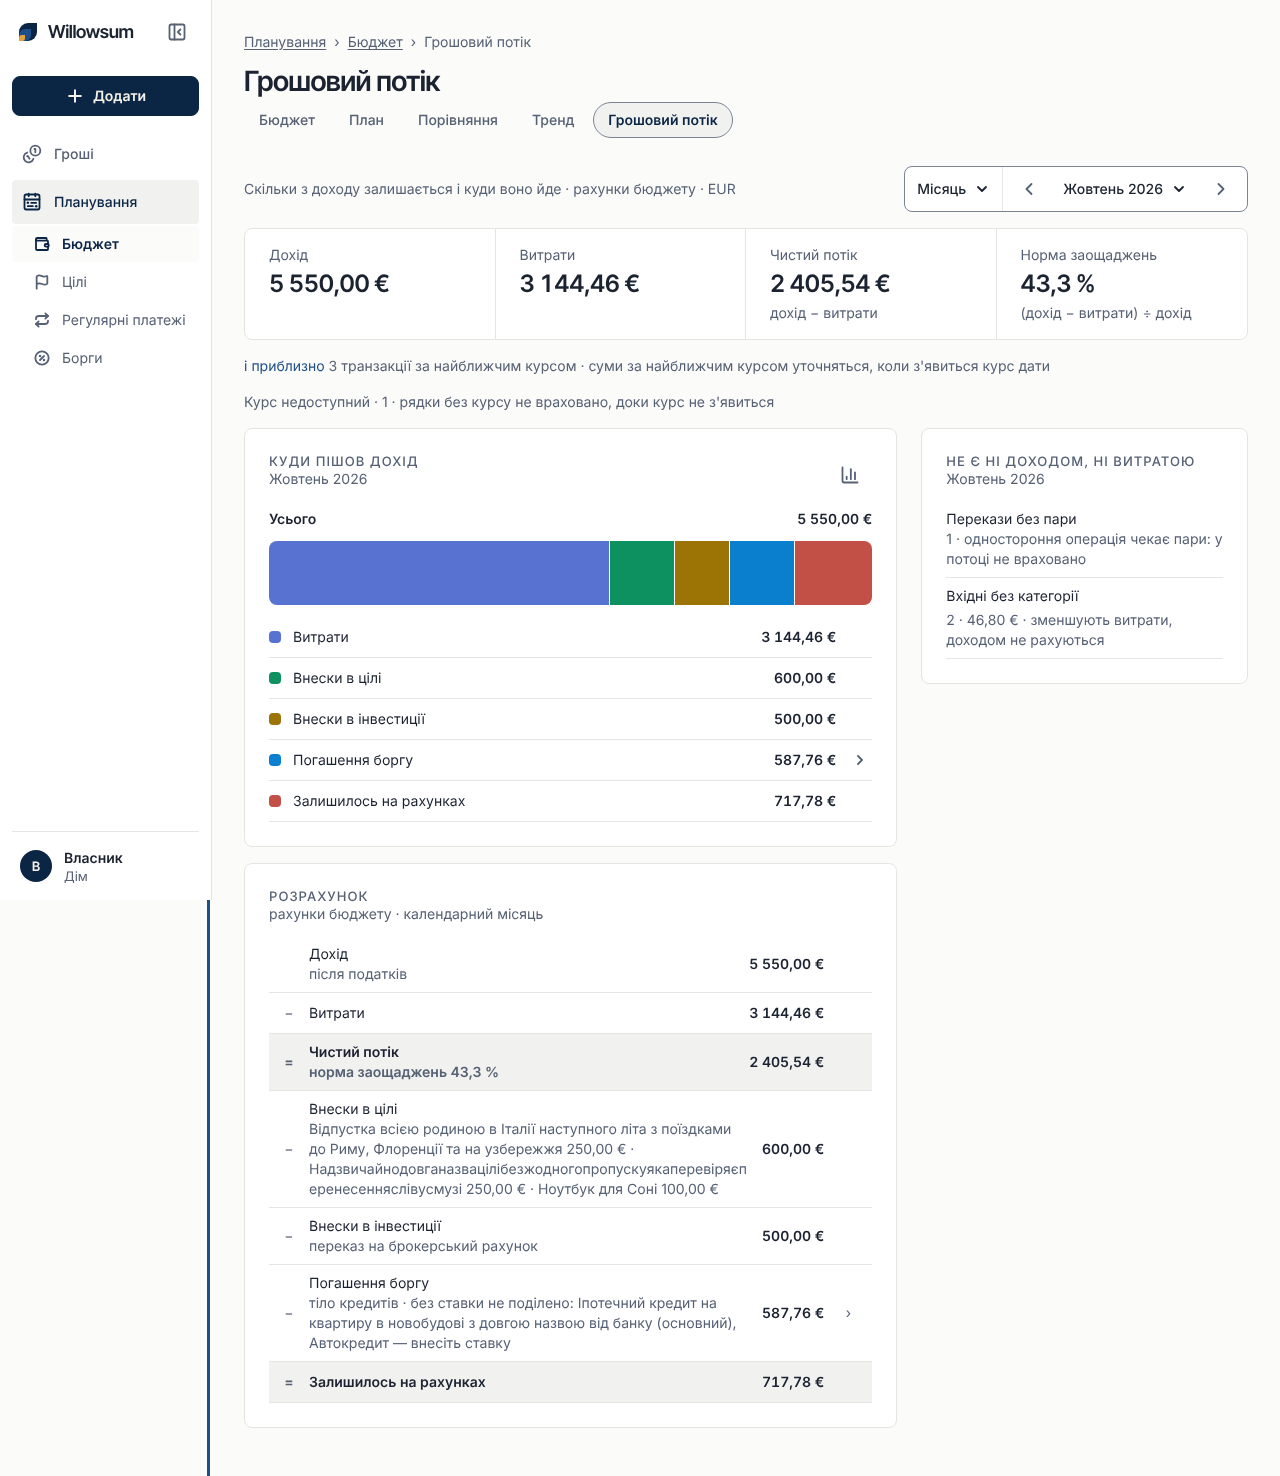 Willowsum
Додати
Гроші
Планування
Бюджет
Цілі
Регулярні платежі
Борги
В
Власник
Дім
Планування › Бюджет › Грошовий потік
Грошовий потік
Бюджет План Порівняння Тренд Грошовий потік
Скільки з доходу залишається і куди воно йде · рахунки бюджету · EUR
Місяць Жовтень 2026
Дохід
5 550,00 €
Витрати
3 144,46 €
Чистий потік
2 405,54 €
дохід − витрати
Норма заощаджень
43,3 %
(дохід − витрати) ÷ дохід
і приблизно 3 транзакції за найближчим курсом · суми за найближчим курсом уточняться, коли з'явиться курс дати
Курс недоступний · 1 · рядки без курсу не враховано, доки курс не з'явиться
КУДИ ПІШОВ ДОХІД
Жовтень 2026
Усього 5 550,00 €
Витрати 3 144,46 €
Внески в цілі 600,00 €
Внески в інвестиції 500,00 €
Погашення боргу 587,76 €
Залишилось на рахунках 717,78 €
НЕ Є НІ ДОХОДОМ, НІ ВИТРАТОЮ
Жовтень 2026
Перекази без пари
1 · одностороння операція чекає пари: у
потоці не враховано
Вхідні без категорії
2 · 46,80 € · зменшують витрати,
доходом не рахуються
РОЗРАХУНОК
рахунки бюджету · календарний місяць
Дохід
після податків
5 550,00 €
− Витрати 3 144,46 €
= Чистий потік
норма заощаджень 43,3 %
2 405,54 €
Внески в цілі
Відпустка всією родиною в Італії наступного літа з поїздками
− до Риму, Флоренції та на узбережжя 250,00 € · 600,00 €
Надзвичайнодовганазвацілібезжодногопропускуякаперевіряєп
еренесенняслівусмузі 250,00 € · Ноутбук для Соні 100,00 €
− Внески в інвестиції
переказ на брокерський рахунок
500,00 €
Погашення боргу
тіло кредитів · без ставки не поділено: Іпотечний кредит на
− квартиру в новобудові з довгою назвою від банку (основний), 587,76 € ›
Автокредит — внесіть ставку
= Залишилось на рахунках 717,78 €